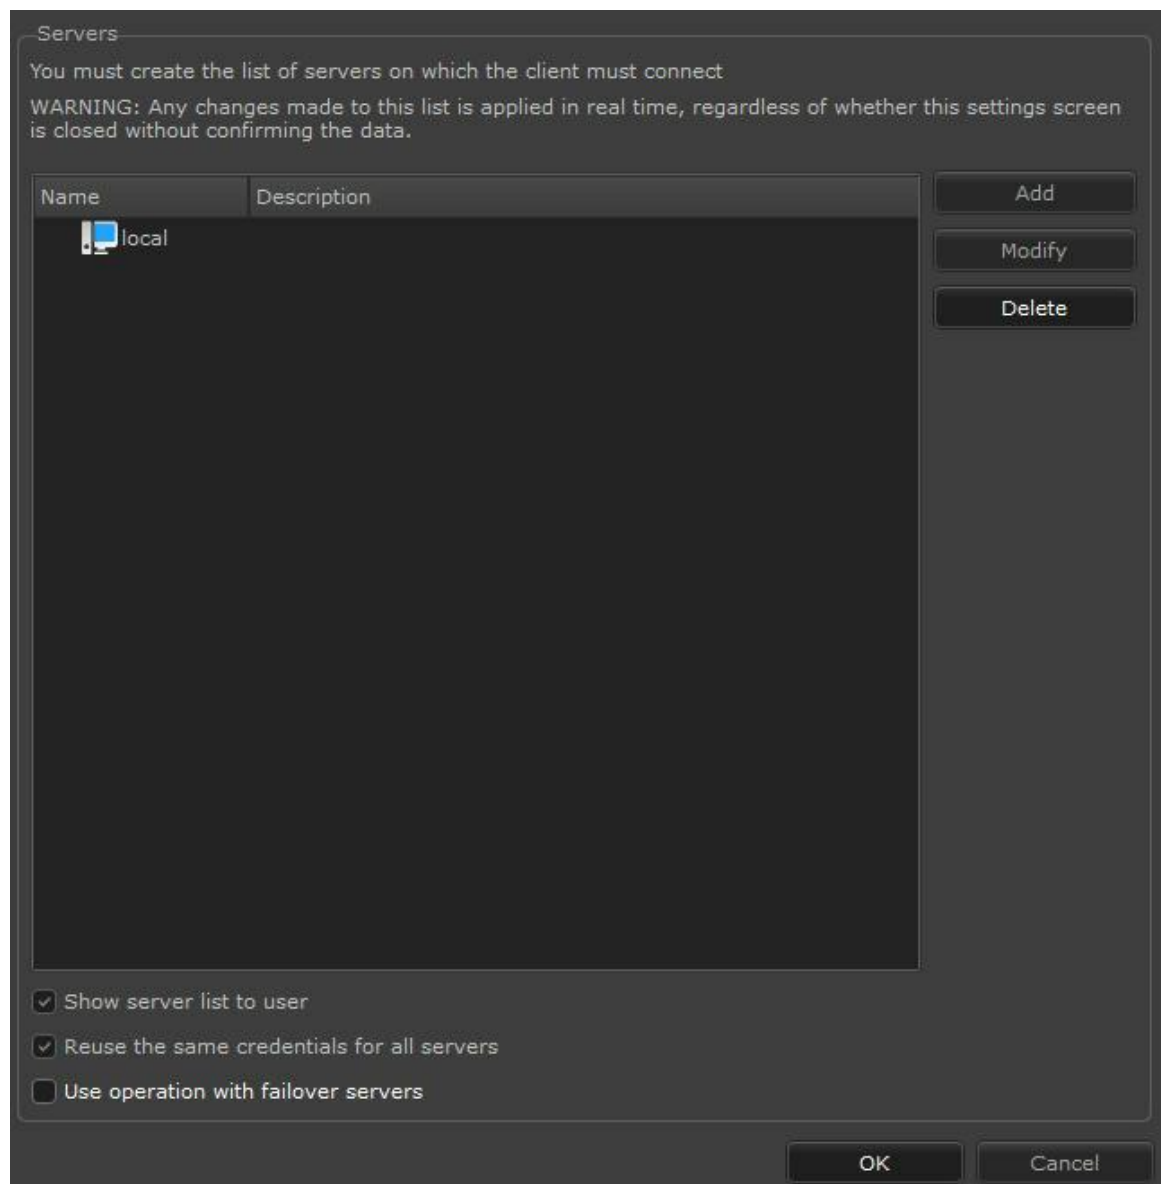 Servers
You must create the list of servers on which the client must connect
WARNING: Any changes made to this list is applied in real time, regardless of whether this settings screen
is closed without confirming the data.
Name Description
local
Add
Modify
Delete
Show server list to user
Reuse the same credentials for all servers
Use operation with failover servers
OK Cancel